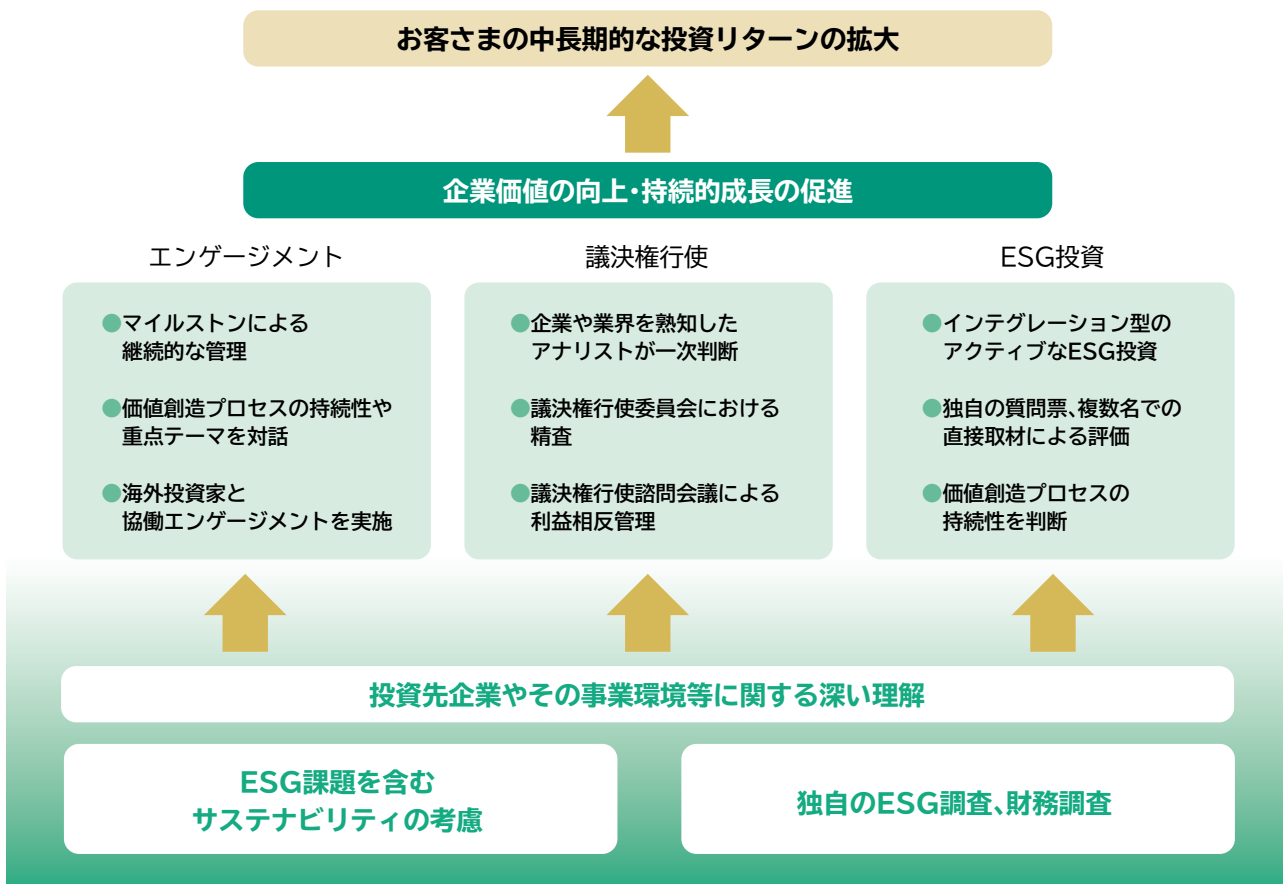 お客さまの中長期的な投資リターンの拡大
企業価値の向上・持続的成長の促進
エンゲージメント
●マイルストンによる
継続的な管理
●価値創造プロセスの持続性や
重点テーマを対話
●海外投資家と
協働エンゲージメントを実施
議決権行使
●企業や業界を熟知した
アナリストが一次判断
●議決権行使委員会における
精査
●議決権行使諮問会議による
利益相反管理
ESG投資
●インテグレーション型の
アクティブなESG投資
●独自の質問票、複数名での
直接取材による評価
●価値創造プロセスの
持続性を判断
投資先企業やその事業環境等に関する深い理解
ESG課題を含む
サステナビリティの考慮
独自のESG調査、財務調査